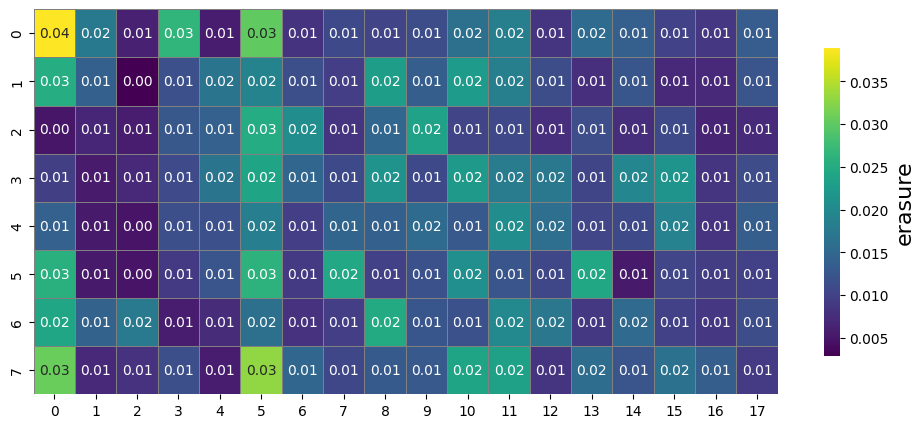 0 0.04 0.02 0.01 0.03 0.01 0.03 0.01 0.01 0.01 0.01 0.02 0.02 0.01 0.02 0.01 0.01 0.01 0.01
1 0.03 0.01 0.00 0.01 0.02 0.02 0.01 0.01 0.02 0.01 0.02 0.02 0.01 0.01 0.01 0.01 0.01 0.01
2 0.00 0.01 0.01 0.01 0.01 0.03 0.02 0.01 0.01 0.02 0.01 0.01 0.01 0.01 0.01 0.01 0.01 0.01
3 0.01 0.01 0.01 0.01 0.02 0.02 0.01 0.01 0.02 0.01 0.02 0.02 0.02 0.01 0.02 0.02 0.01 0.01
4 0.01 0.01 0.00 0.01 0.01 0.02 0.01 0.01 0.01 0.02 0.01 0.02 0.02 0.01 0.01 0.02 0.01 0.01
5 0.03 0.01 0.00 0.01 0.01 0.03 0.01 0.02 0.01 0.01 0.02 0.01 0.01 0.02 0.01 0.01 0.01 0.01
6 0.02 0.01 0.02 0.01 0.01 0.02 0.01 0.01 0.02 0.01 0.01 0.02 0.02 0.01 0.02 0.01 0.01 0.01
7 0.03 0.01 0.01 0.01 0.01 0.03 0.01 0.01 0.01 0.01 0.02 0.02 0.01 0.02 0.01 0.02 0.01 0.01
0 1 2 3 4 5 6 7 8 9 10 11 12 13 14 15 16 17
0.035
0.030
0.025
0.020
0.015
0.010
0.005
erasure